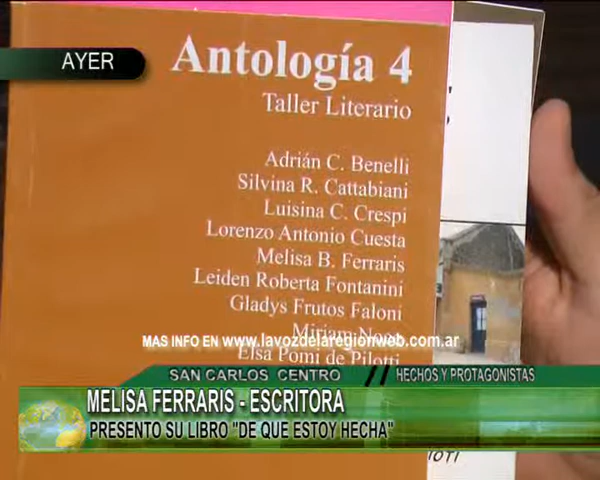 AYER
Antología 4
Taller Literario
Adrián C. Benelli
Silvina R. Cattabiani
Luisina C. Crespi
Lorenzo Antonio Cuesta
Melisa B. Ferraris
Leiden Roberta Fontanini
Gladys Frutos Faloni
Miriam
MAS INFO EN www.lavozdelaregionweb.com.ar
Elsa Pomi de Pilotti
SAN CARLOS CENTRO // HECHOS Y PROTAGONISTAS
MELISA FERRARIS - ESCRITORA
PRESENTO SU LIBRO "DE QUE ESTOY HECHA"